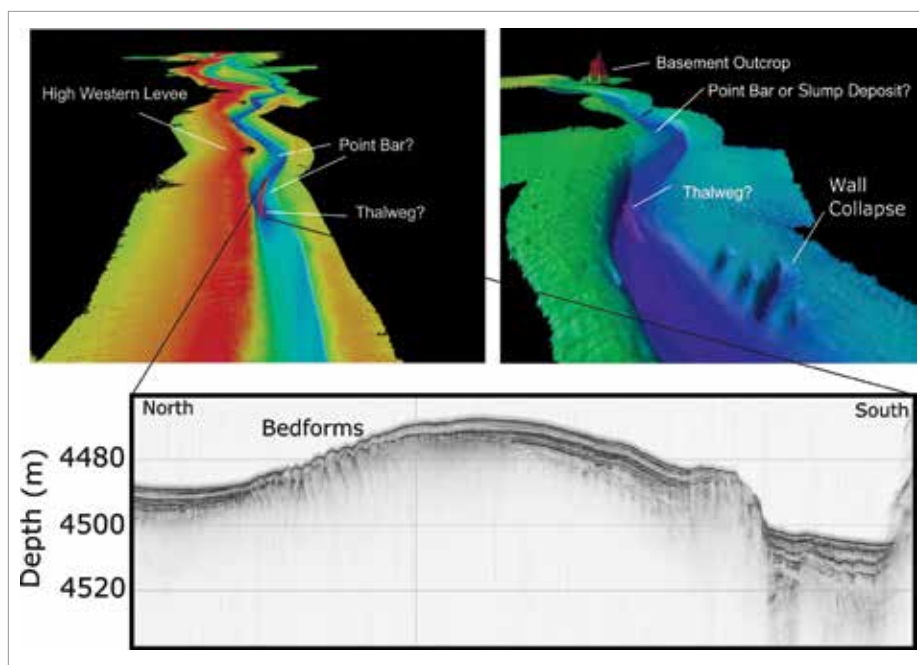 High Western Levee
Point Bar?
Thalweg?
Basement Outcrop
Point Bar or Slump Deposit?
Thalweg?
Wall
Collapse
North
South
Bedforms
Depth (m)
4480
4500
4520